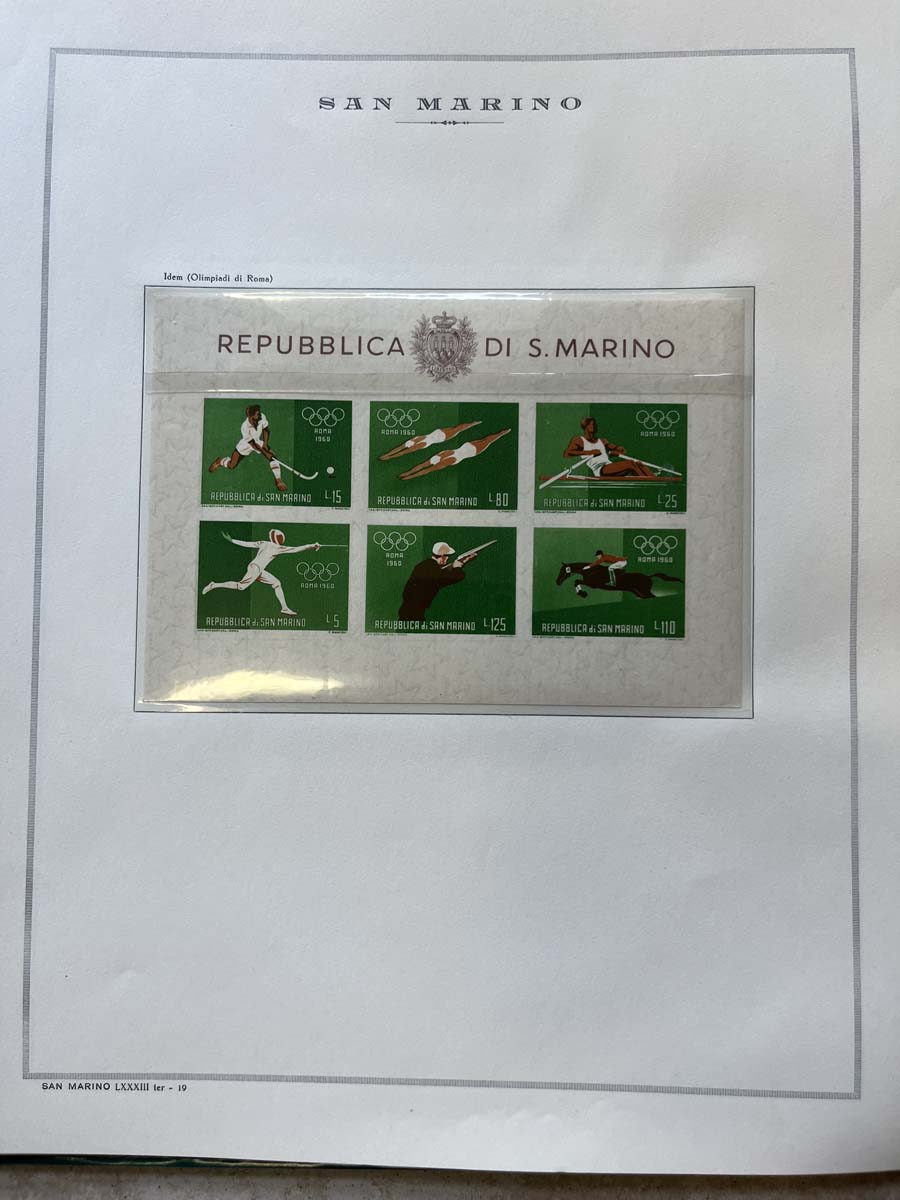 SAN MARINO
Idem (Olimpiadi di Roma)
REPUBBLICA DI S. MARINO
ROMA
1960
REPUBBLICA di SAN MARINO L.15
ROMA 1960
REPUBBLICA di SAN MARINO L.80
ROMA
1960
REPUBBLICA di SAN MARINO L.25
ROMA 1960
REPUBBLICA di SAN MARINO L.5
ROMA
1960
REPUBBLICA di SAN MARINO L.125
ROMA
1960
REPUBBLICA di SAN MARINO L.110
SAN MARINO LXXXIII ter - 19